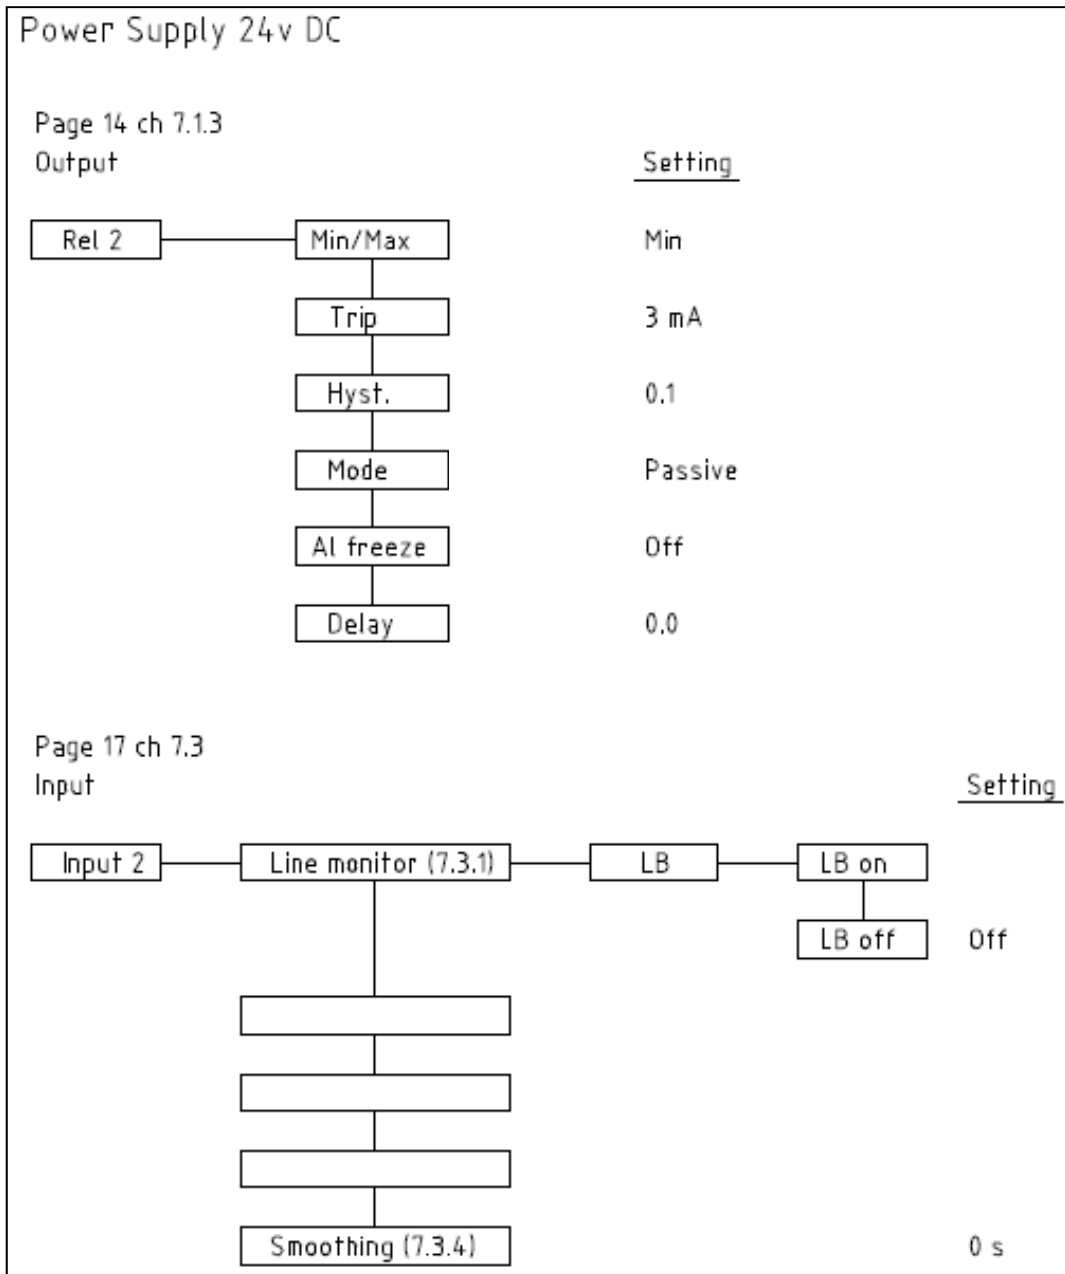 Power Supply 24v DC
Page 14 ch 7.1.3
Output Setting
Rel 2 Min/Max Min
Trip 3 mA
Hyst. 0.1
Mode Passive
Al freeze Off
Delay 0.0
Page 17 ch 7.3
Input Setting
Input 2 Line monitor (7.3.1) LB LB on
LB off Off
Smoothing (7.3.4) 0 s